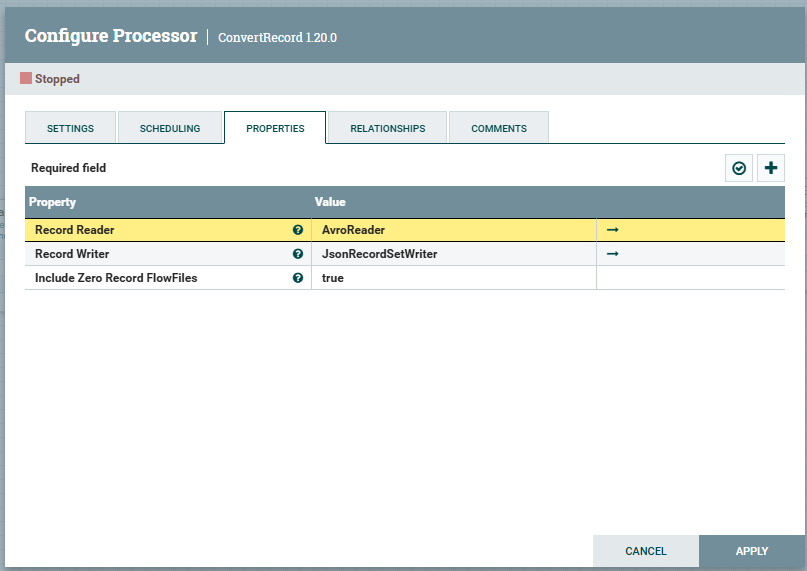 Configure Processor | ConvertRecord 1.20.0
Stopped
SETTINGS SCHEDULING PROPERTIES RELATIONSHIPS COMMENTS
Required field
Property Value
Record Reader AvroReader
Record Writer JsonRecordSetWriter
Include Zero Record FlowFiles true
CANCEL APPLY